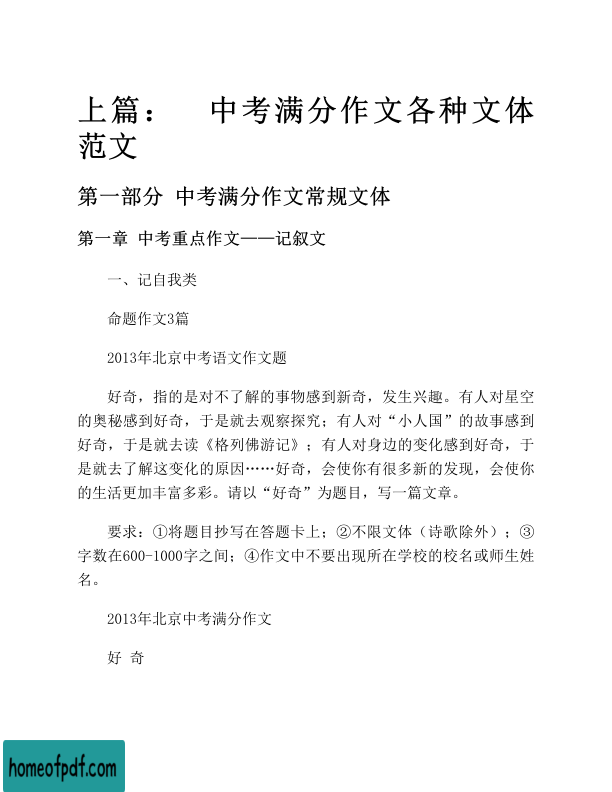 上篇： 中考满分作文各种文体
范文
第一部分 中考满分作文常规文体
第一章 中考重点作文——记叙文
一、记自我类
命题作文3篇
2013年北京中考语文作文题
好奇，指的是对不了解的事物感到新奇，发生兴趣。有人对星空
的奥秘感到好奇，于是就去观察探究；有人对“小人国”的故事感到
好奇，于是就去读《格列佛游记》；有人对身边的变化感到好奇，于
是就去了解这变化的原因……好奇，会使你有很多新的发现，会使你
的生活更加丰富多彩。请以“好奇”为题目，写一篇文章。
要求：①将题目抄写在答题卡上；②不限文体（诗歌除外）；③
字数在600-1000字之间；④作文中不要出现所在学校的校名或师生姓
名。
2013年北京中考满分作文
好 奇
homeofpdf.com